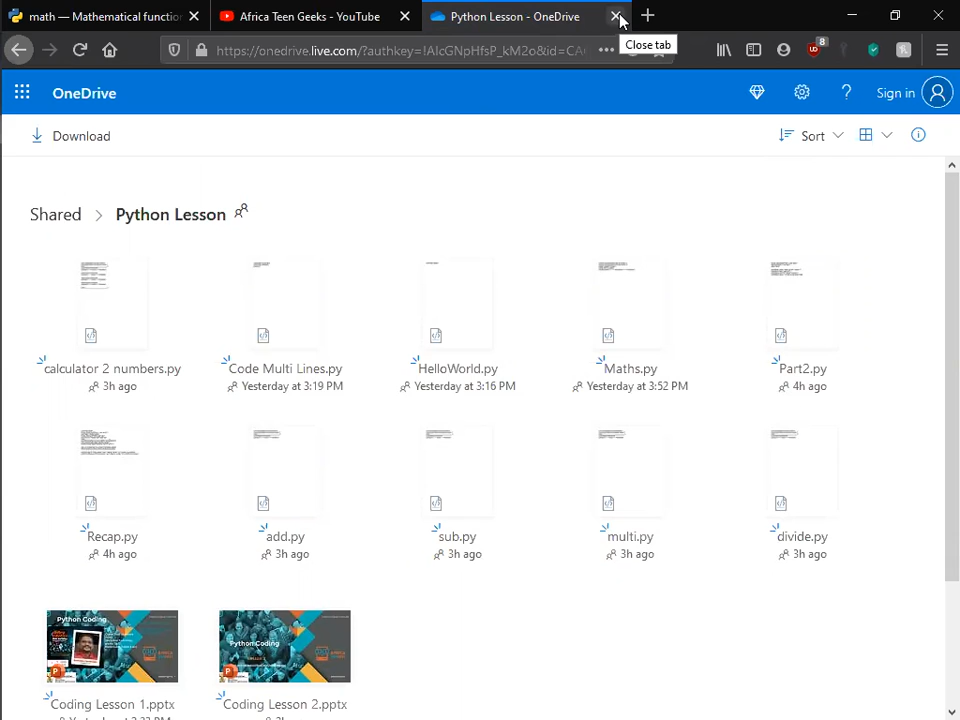 math — Mathematical function
Africa Teen Geeks - YouTube
Python Lesson - OneDrive
Close tab
https://onedrive.live.com/?authkey=!AIcGNpHfsP_kM2o&id=CA
8
OneDrive
Sign in
Download
Sort
Shared > Python Lesson
calculator 2 numbers.py
Code Multi Lines.py
HelloWorld.py
Maths.py
Part2.py
3h ago
Yesterday at 3:19 PM
Yesterday at 3:16 PM
Yesterday at 3:52 PM
4h ago
Recap.py
add.py
sub.py
multi.py
divide.py
4h ago
3h ago
3h ago
3h ago
3h ago
Python Coding
Python Coding
Coding Lesson 1.pptx
Coding Lesson 2.pptx